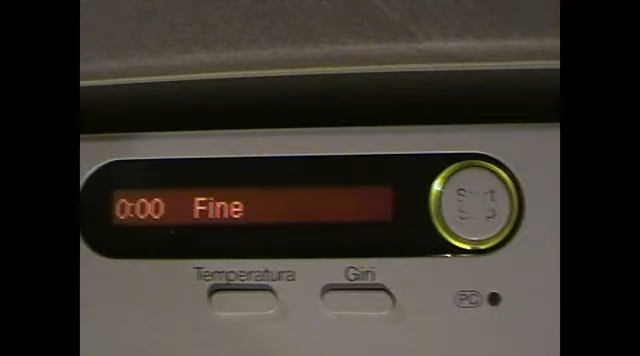 0:00 Fine
Start
Stop
Temperatura Giri
PC